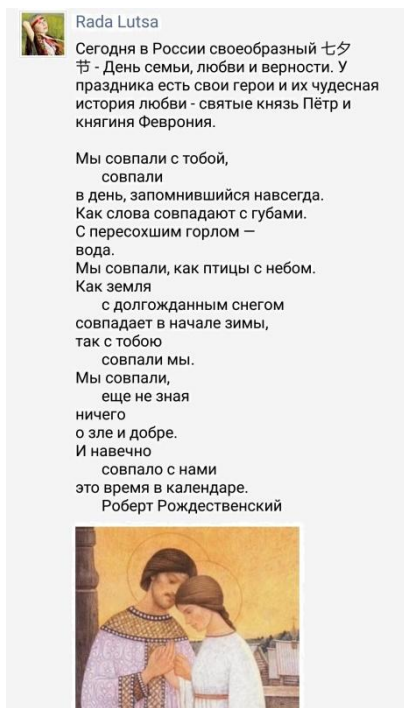 Rada Lutsa
Сегодня в России своеобразный 七夕
节 - День семьи, любви и верности. У
праздника есть свои герои и их чудесная
история любви - святые князь Пётр и
княгиня Феврония.
Мы совпали с тобой,
совпали
в день, запомнившийся навсегда.
Как слова совпадают с губами.
С пересохшим горлом —
вода.
Мы совпали, как птицы с небом.
Как земля
с долгожданным снегом
совпадает в начале зимы,
так с тобою
совпали мы.
Мы совпали,
еще не зная
ничего
о зле и добре.
И навечно
совпало с нами
это время в календаре.
Роберт Рождественский